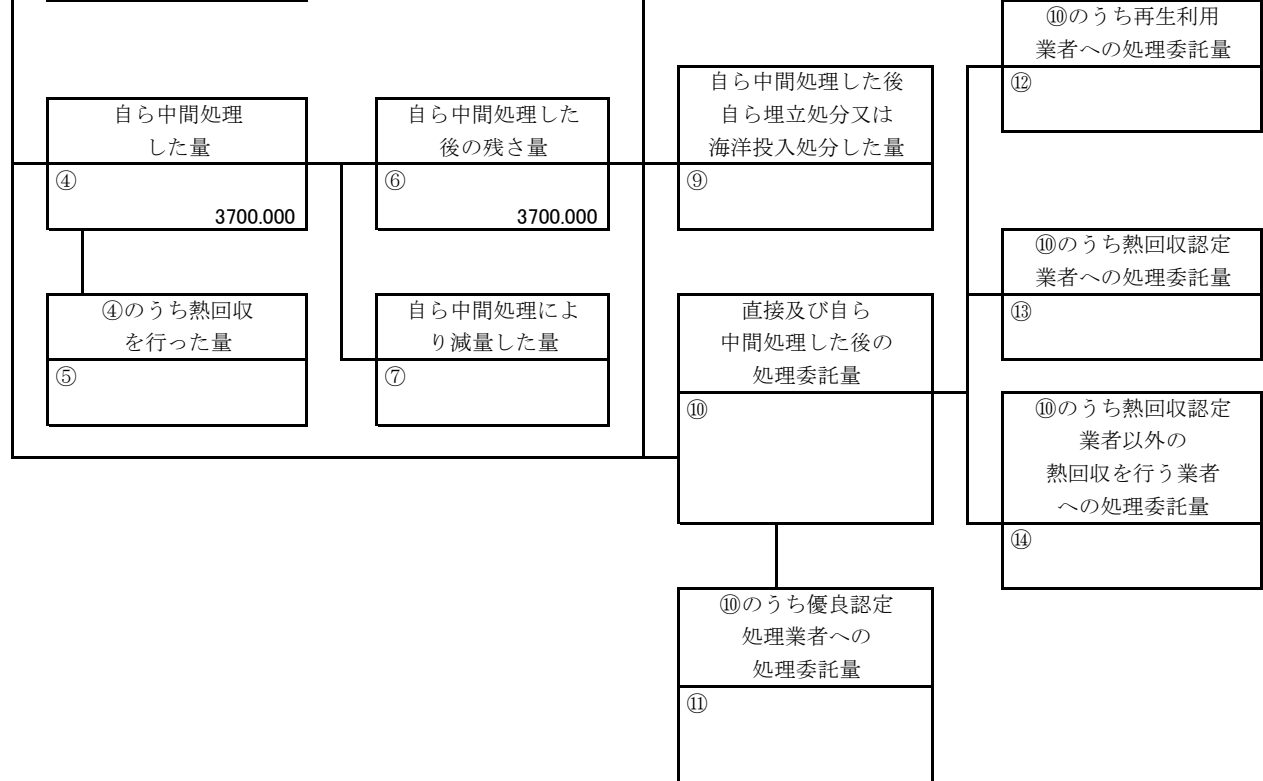 ⑩のうち再生利用
業者への処理委託量
⑫
自ら中間処理
した量
④
3700.000
自ら中間処理した
後の残さ量
⑥
3700.000
自ら中間処理した後
自ら埋立処分又は
海洋投入処分した量
⑨
⑩のうち熱回収認定
業者への処理委託量
⑬
④のうち熱回収
を行った量
⑤
自ら中間処理によ
り減量した量
⑦
直接及び自ら
中間処理した後の
処理委託量
⑩
⑩のうち熱回収認定
業者以外の
熱回収を行う業者
への処理委託量
⑭
⑩のうち優良認定
処理業者への
処理委託量
⑪